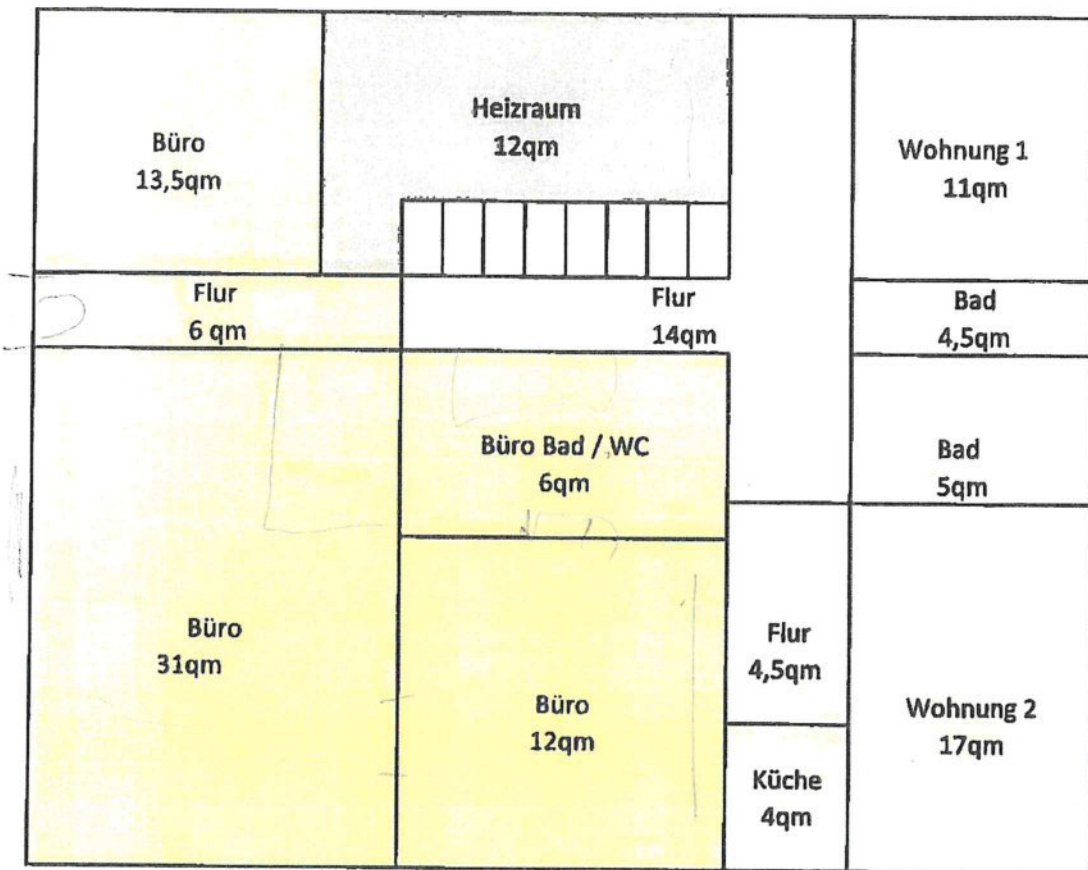 Büro
13,5qm
Heizraum
12qm
Wohnung 1
11qm
Flur
6 qm
Flur
14qm
Bad
4,5qm
Büro Bad / WC
6qm
Bad
5qm
Büro
31qm
Büro
12qm
Flur
4,5qm
Küche
4qm
Wohnung 2
17qm